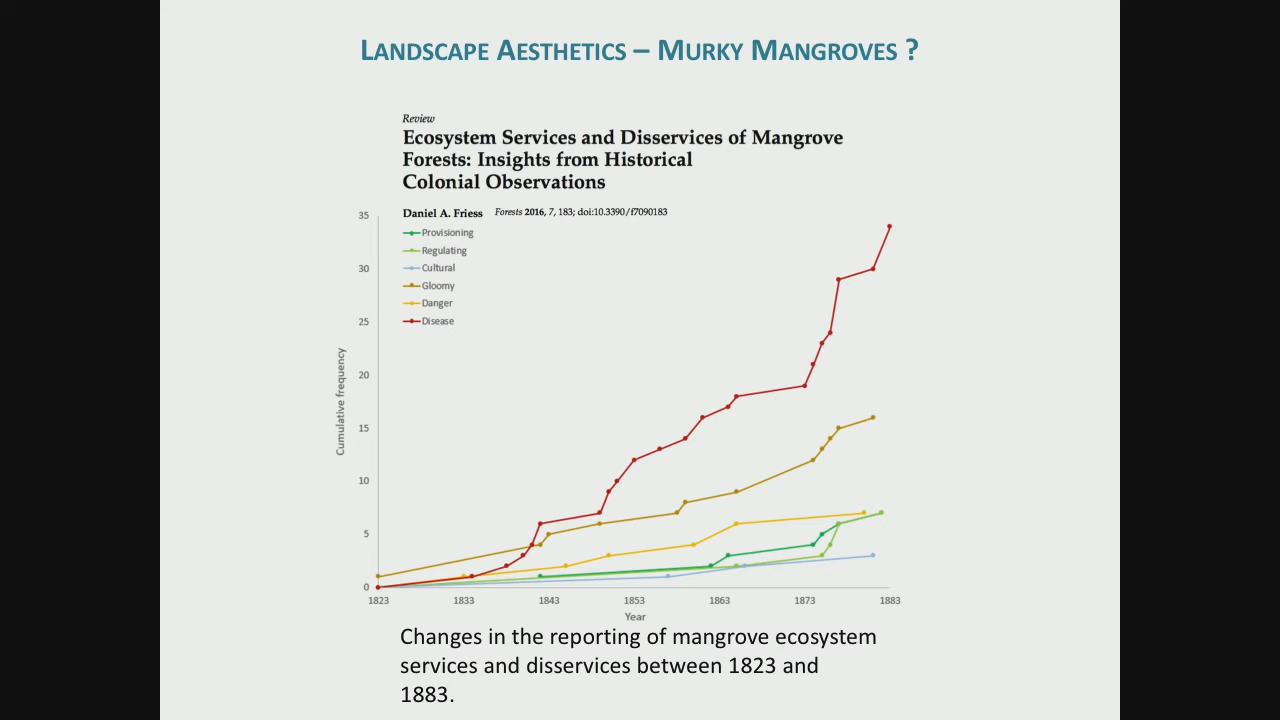 LANDSCAPE AESTHETICS – MURKY MANGROVES ?
Review
Ecosystem Services and Disservices of Mangrove
Forests: Insights from Historical
Colonial Observations
Daniel A. Friess Forests 2016, 7, 183; doi:10.3390/f7090183
Provisioning
Regulating
Cultural
Gloomy
Danger
Disease
Cumulative frequency
35
30
25
20
15
10
5
0
1823 1833 1843 1853 1863 1873 1883
Year
Changes in the reporting of mangrove ecosystem
services and disservices between 1823 and
1883.